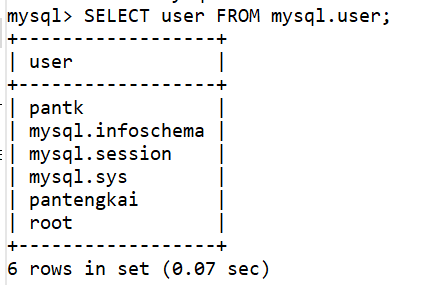 mysql> SELECT user FROM mysql.user;
+------------------+
| user             |
+------------------+
| pantk            |
| mysql.infoschema |
| mysql.session    |
| mysql.sys        |
| pantengkai       |
| root             |
+------------------+
6 rows in set (0.07 sec)